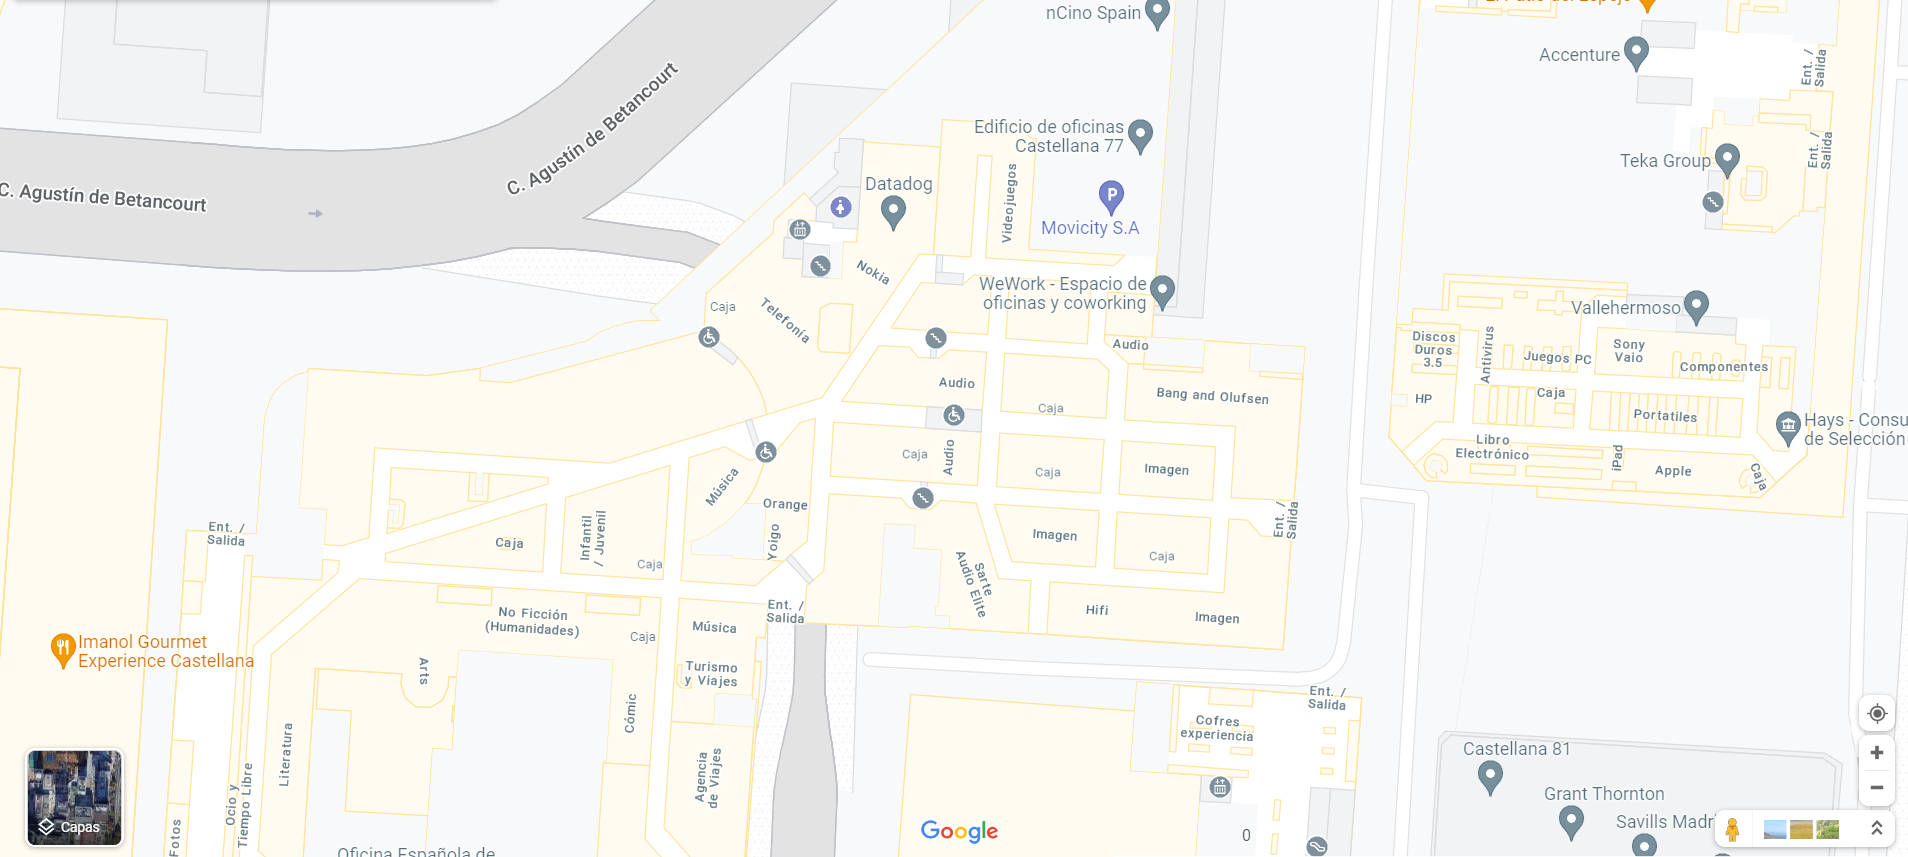 nCino Spain
El Patio del Espejo
Accenture
Ent. /
Salida
C. Agustín de Betancourt
C. Agustín de Betancourt
Edificio de oficinas
Castellana 77
Ent. /
Salida
Teka Group
Datadog
Videojuegos
P
Movicity S.A
Nokia
WeWork - Espacio de
oficinas y coworking
Caja
Telefonía
Vallehermoso
Audio
Discos
Duros
3.5
Antivirus
Juegos PC
Sony
Vaio
Componentes
Audio
Bang and Olufsen
Caja
HP
Caja
Portatiles
Hays - Consu
de Selección
Libro
Electrónico
iPad
Apple
Caja
Caja
Audio
Caja
Imagen
Música
Orange
Yoigo
Ent. /
Salida
Ent. /
Salida
Caja
Infantil
/ Juvenil
Caja
Imagen
Caja
Sarte
Audio Elite
Ent. /
Salida
No Ficción
(Humanidades)
Caja
Música
Hifi
Imagen
Imanol Gourmet
Experience Castellana
Arts
Turismo
y Viajes
Cómic
Literatura
Agencia
de Viajes
Ocio y
Tiempo Libre
Fotos
Ent. /
Salida
Cofres
experiencia
Castellana 81
Grant Thornton
Savills Madri
Capas
Google
0
Oficina Española de